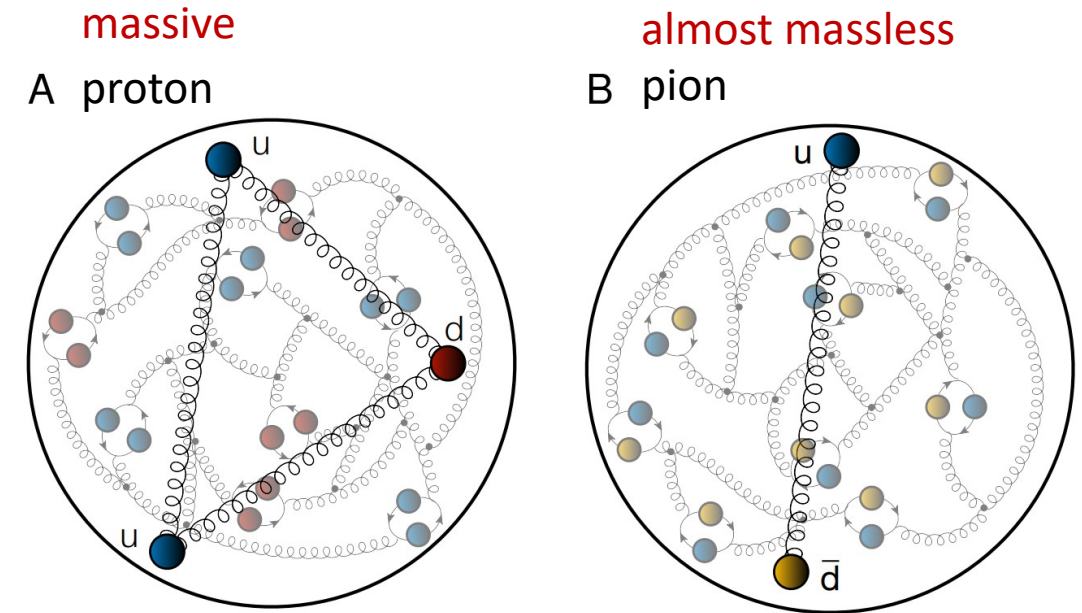 massive
A proton
u
d
u
almost massless
B pion
u
d̅